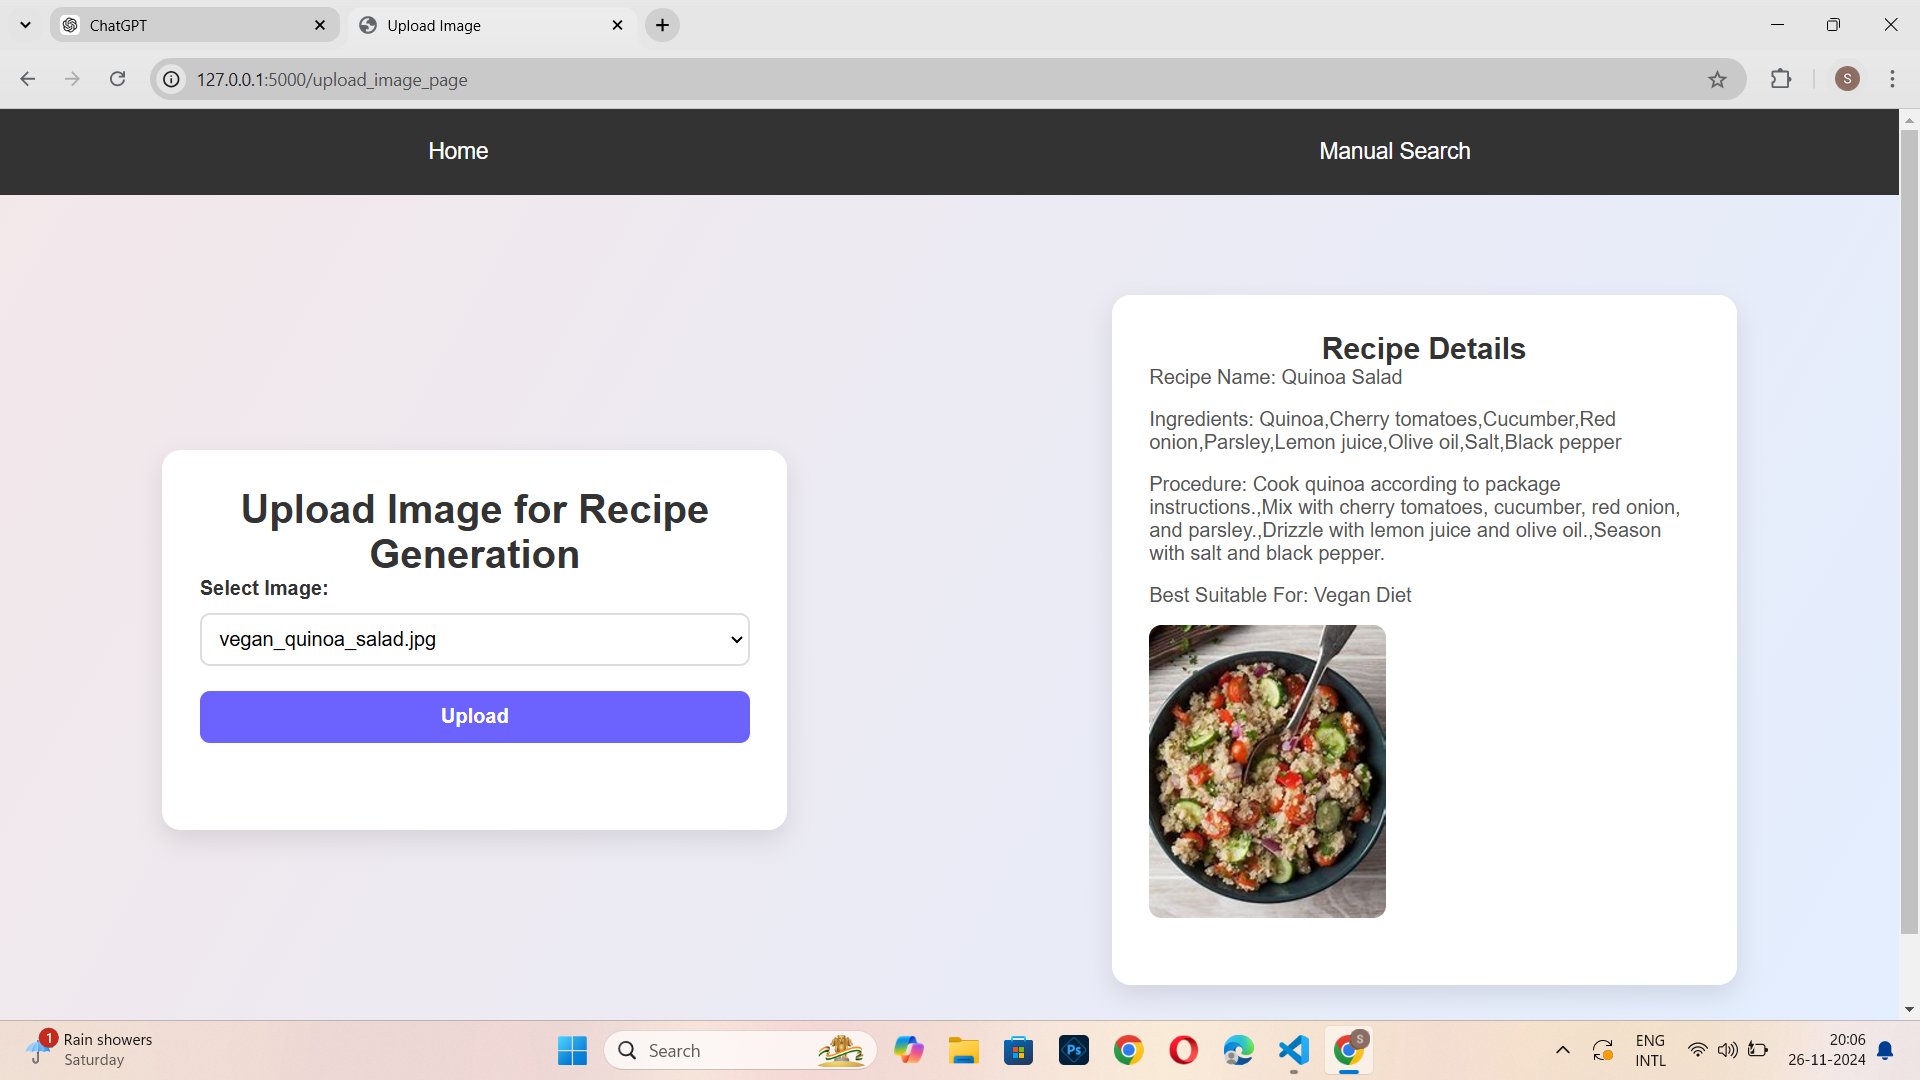 ChatGPT
Upload Image
127.0.0.1:5000/upload_image_page
S
Home
Manual Search
Upload Image for Recipe
Generation
Select Image:
vegan_quinoa_salad.jpg
Upload
Recipe Details
Recipe Name: Quinoa Salad
Ingredients: Quinoa,Cherry tomatoes,Cucumber,Red
onion,Parsley,Lemon juice,Olive oil,Salt,Black pepper
Procedure: Cook quinoa according to package
instructions.,Mix with cherry tomatoes, cucumber, red onion,
and parsley.,Drizzle with lemon juice and olive oil.,Season
with salt and black pepper.
Best Suitable For: Vegan Diet
1
Rain showers
Saturday
Search
Ps
S
ENG
INTL
20:06
26-11-2024